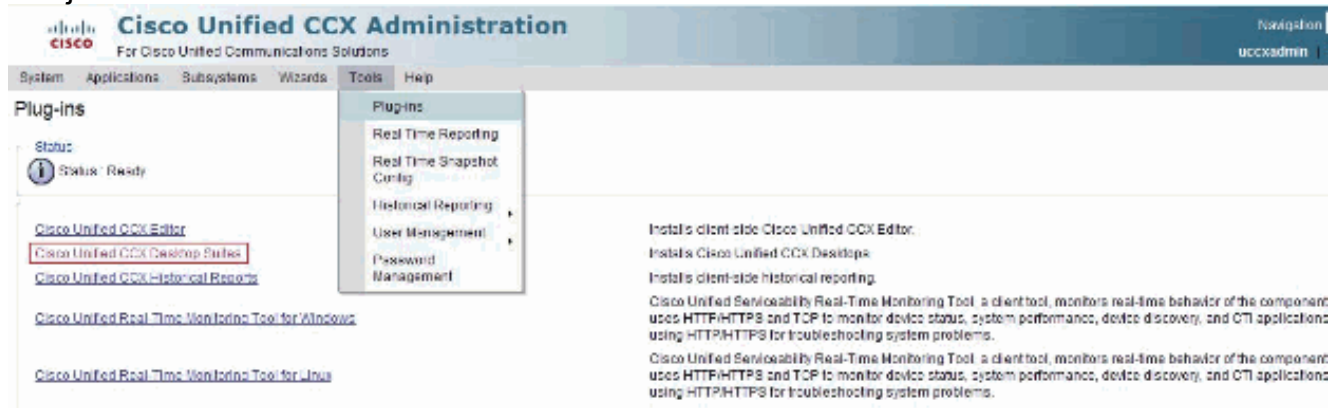 CISCO
Cisco Unified CCX Administration
For Cisco Unified Communications Solutions
Navigation
uccxadmin |
System Applications Subsystems Wizards Tools Help
Plug-ins
Status
Status : Ready
Plug-ins
Real Time Reporting
Real Time Snapshot
Config
Historical Reporting
User Management
Password
Management
Cisco Unified CCX Editor
Installs client-side Cisco Unified CCX Editor.
Cisco Unified CCX Desktop Suites
Installs Cisco Unified CCX Desktops
Cisco Unified CCX Historical Reports
Installs client-side historical reporting.
Cisco Unified Real-Time Monitoring Tool for Windows
Cisco Unified Serviceability Real-Time Monitoring Tool, a client tool, monitors real-time behavior of the component
uses HTTP/HTTPS and TCP to monitor device status, system performance, device discovery, and CTI applications
using HTTP/HTTPS for troubleshooting system problems.
Cisco Unified Real-Time Monitoring Tool for Linux
Cisco Unified Serviceability Real-Time Monitoring Tool, a client tool, monitors real-time behavior of the component
uses HTTP/HTTPS and TCP to monitor device status, system performance, device discovery, and CTI applications
using HTTP/HTTPS for troubleshooting system problems.